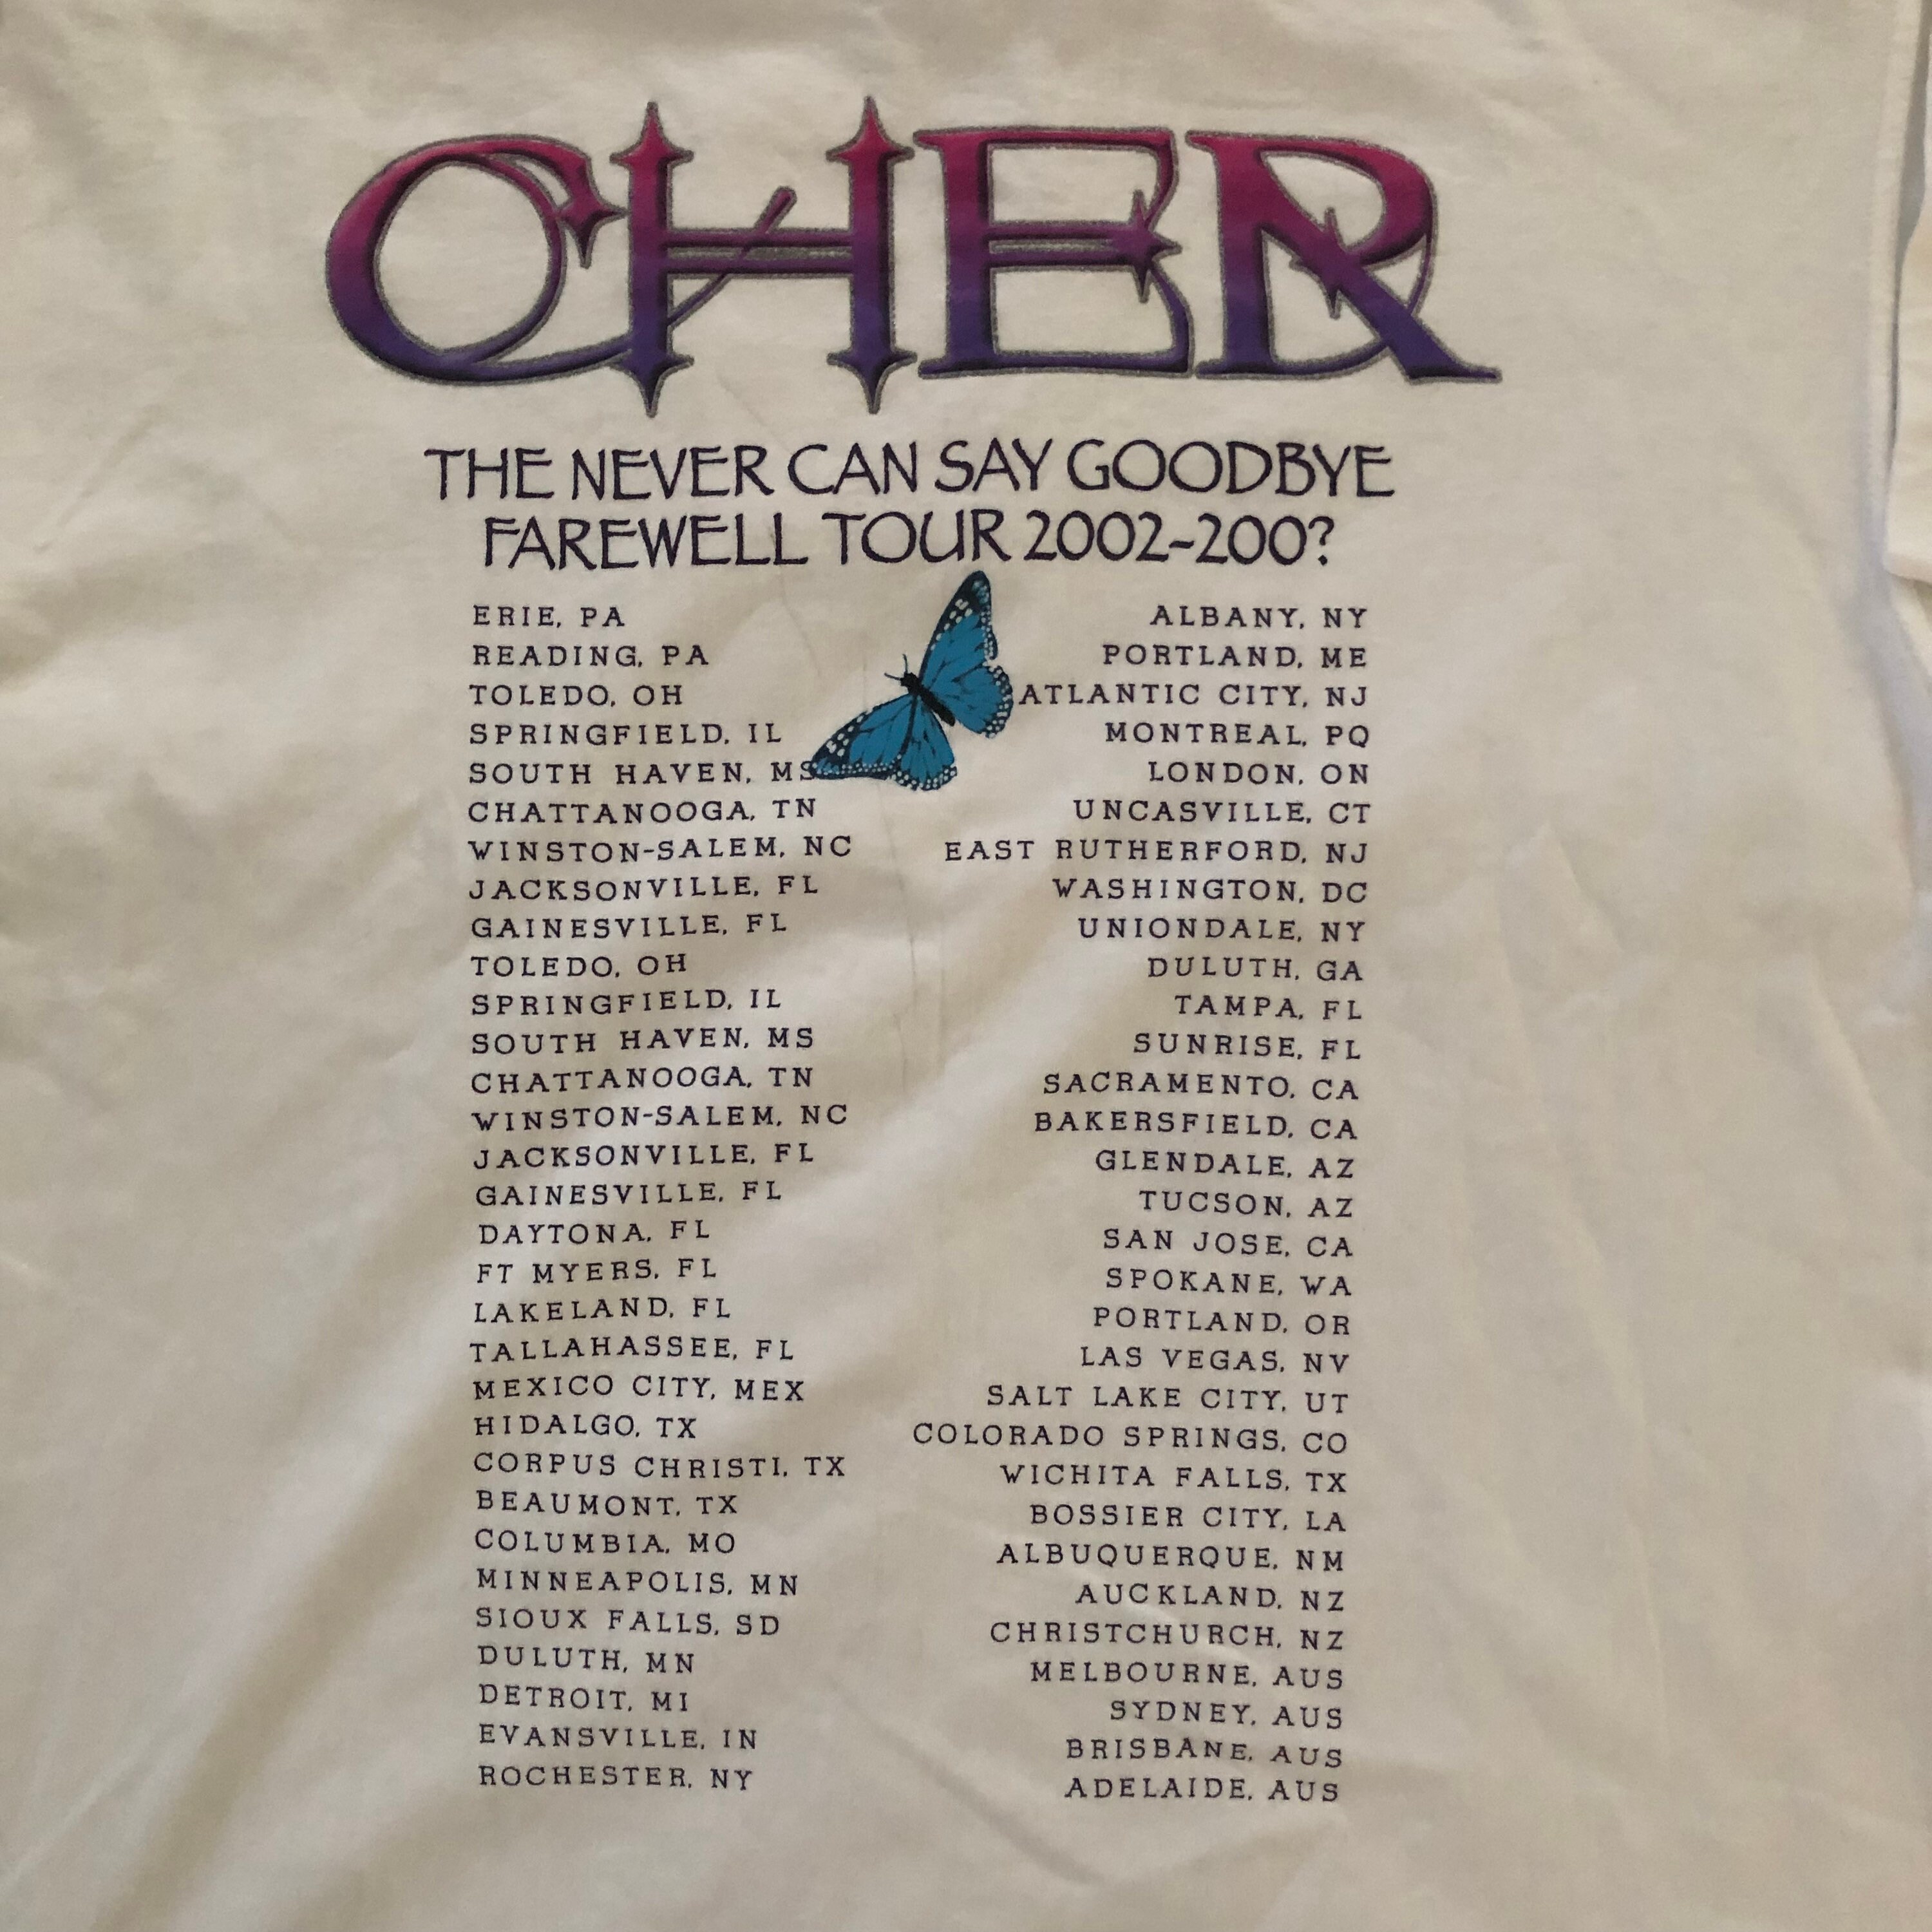 CHER
THE NEVER CAN SAY GOODBYE
FAREWELL TOUR 2002-200?
ERIE, PA
READING, PA
TOLEDO, OH
SPRINGFIELD, IL
SOUTH HAVEN, MS
CHATTANOOGA, TN
WINSTON-SALEM, NC
JACKSONVILLE, FL
GAINESVILLE, FL
TOLEDO, OH
SPRINGFIELD, IL
SOUTH HAVEN, MS
CHATTANOOGA, TN
WINSTON-SALEM, NC
JACKSONVILLE, FL
GAINESVILLE, FL
DAYTONA, FL
FT MYERS, FL
LAKELAND, FL
TALLAHASSEE, FL
MEXICO CITY, MEX
HIDALGO, TX
CORPUS CHRISTI, TX
BEAUMONT, TX
COLUMBIA, MO
MINNEAPOLIS, MN
SIOUX FALLS, SD
DULUTH, MN
DETROIT, MI
EVANSVILLE, IN
ROCHESTER, NY
ALBANY, NY
PORTLAND, ME
ATLANTIC CITY, NJ
MONTREAL, PQ
LONDON, ON
UNCASVILLE, CT
EAST RUTHERFORD, NJ
WASHINGTON, DC
UNIONDALE, NY
DULUTH, GA
TAMPA, FL
SUNRISE, FL
SACRAMENTO, CA
BAKERSFIELD, CA
GLENDALE, AZ
TUCSON, AZ
SAN JOSE, CA
SPOKANE, WA
PORTLAND, OR
LAS VEGAS, NV
SALT LAKE CITY, UT
COLORADO SPRINGS, CO
WICHITA FALLS, TX
BOSSIER CITY, LA
ALBUQUERQUE, NM
AUCKLAND, NZ
CHRISTCHURCH, NZ
MELBOURNE, AUS
SYDNEY, AUS
BRISBANE, AUS
ADELAIDE, AUS